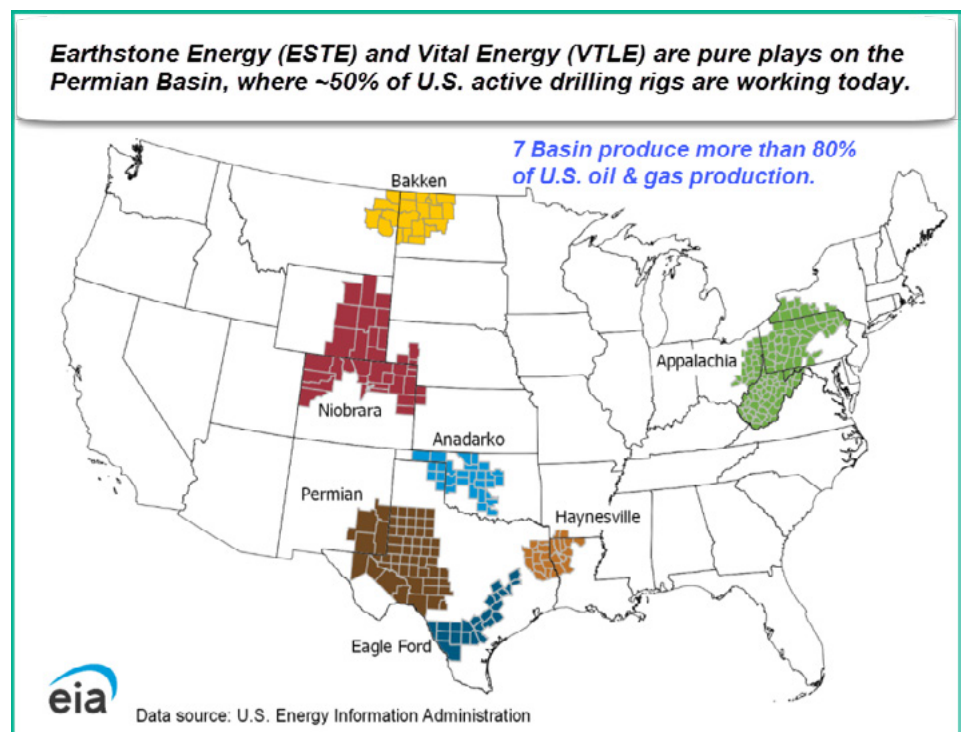 Earthstone Energy (ESTE) and Vital Energy (VTLE) are pure plays on the
Permian Basin, where ~50% of U.S. active drilling rigs are working today.
7 Basin produce more than 80%
of U.S. oil & gas production.
Bakken
Appalachia
Niobrara
Anadarko
Permian
Haynesville
Eagle Ford
eia
Data source: U.S. Energy Information Administration